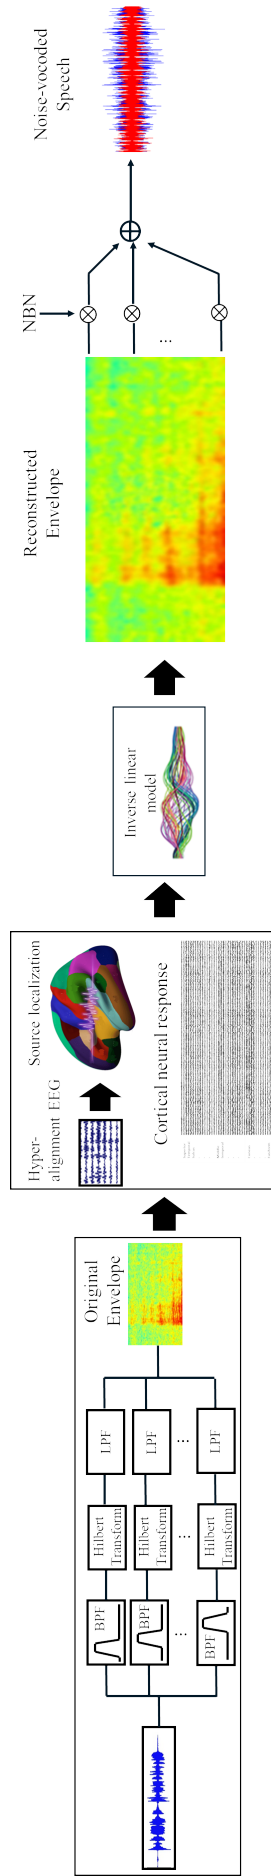 BPF
BPF
...
BPF
Hilbert
Transform
Hilbert
Transform
...
Hilbert
Transform
LPF
LPF
...
LPF
Original
Envelope
Hyper-
alignment EEG
Source localization
Cortical neural response
Inverse linear
model
Reconstructed
Envelope
NBN
...
Noise-vocoded
Speech